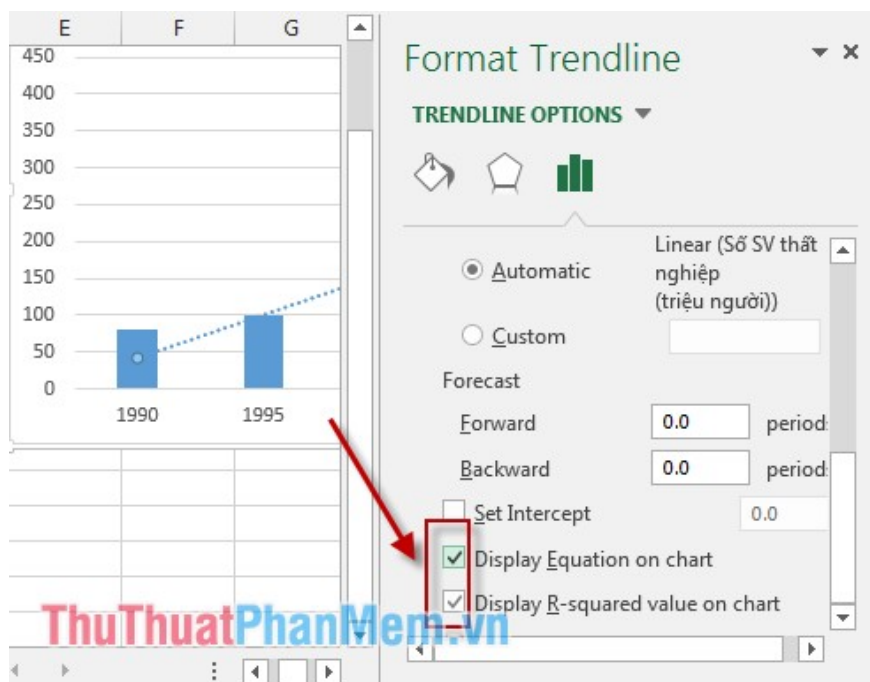 E F G
450
400
350
300
250
200
150
100
50
0
1990 1995
Format Trendline
TRENDLINE OPTIONS
Automatic
Linear (Số SV thất
nghiệp
(triệu người))
Custom
Forecast
Forward 0.0 period
Backward 0.0 period
Set Intercept 0.0
Display Equation on chart
Display R-squared value on chart
ThuThuatPhanMem.vn